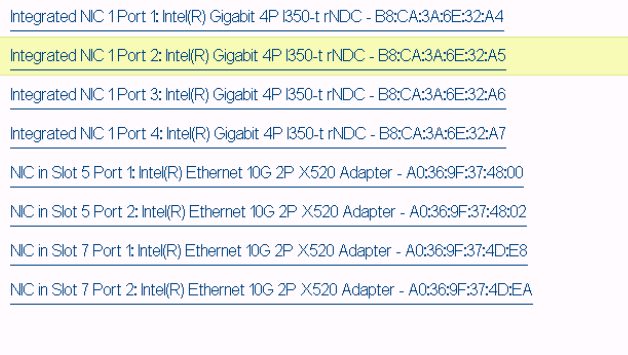 Integrated NIC 1 Port 1: Intel(R) Gigabit 4P I350-t rNDC - B8:CA:3A:6E:32:A4
Integrated NIC 1 Port 2: Intel(R) Gigabit 4P I350-t rNDC - B8:CA:3A:6E:32:A5
Integrated NIC 1 Port 3: Intel(R) Gigabit 4P I350-t rNDC - B8:CA:3A:6E:32:A6
Integrated NIC 1 Port 4: Intel(R) Gigabit 4P I350-t rNDC - B8:CA:3A:6E:32:A7
NIC in Slot 5 Port 1: Intel(R) Ethernet 10G 2P X520 Adapter - A0:36:9F:37:48:00
NIC in Slot 5 Port 2: Intel(R) Ethernet 10G 2P X520 Adapter - A0:36:9F:37:48:02
NIC in Slot 7 Port 1: Intel(R) Ethernet 10G 2P X520 Adapter - A0:36:9F:37:4D:E8
NIC in Slot 7 Port 2: Intel(R) Ethernet 10G 2P X520 Adapter - A0:36:9F:37:4D:EA